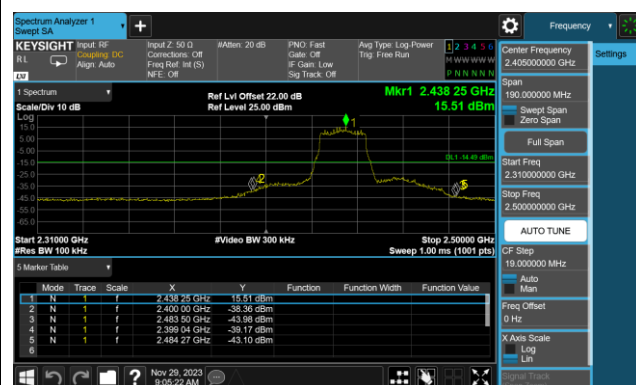 Spectrum Analyzer 1
Swept SA
Frequency
KEYSIGHT
RL
LXI
Input: RF
Coupling: DC
Align: Auto
Input Z: 50 Ω
Corrections: Off
Freq Ref: Int (S)
NFE: Off
#Atten: 20 dB
PNO: Fast
Gate: Off
IF Gain: Low
Sig Track: Off
Avg Type: Log-Power
Trig: Free Run
1 2 3 4 5 6
M W W W W W
P N N N N N
Center Frequency
2.405000000 GHz
Settings
Span
190.000000 MHz
Swept Span
Zero Span
Full Span
Start Freq
2.310000000 GHz
Stop Freq
2.500000000 GHz
AUTO TUNE
CF Step
19.000000 MHz
Auto
Man
Freq Offset
0 Hz
X Axis Scale
Log
Lin
Signal Track
1 Spectrum
Scale/Div 10 dB
Ref Lvl Offset 22.00 dB
Ref Level 25.00 dBm
Mkr1 2.438 25 GHz
15.51 dBm
Log
15.0
5.00
-5.00
-15.0
-25.0
-35.0
-45.0
-55.0
-65.0
1
2
DL1 -14.49 dBm
Start 2.31000 GHz
#Res BW 100 kHz
#Video BW 300 kHz
Stop 2.50000 GHz
Sweep 1.00 ms (1001 pts)
5 Marker Table
Mode Trace Scale X Y Function Function Width Function Value
1 N 1 f 2.438 25 GHz 15.51 dBm
2 N 1 f 2.400 00 GHz -38.36 dBm
3 N 1 f 2.483 50 GHz -43.98 dBm
4 N 1 f 2.399 04 GHz -39.17 dBm
5 N 1 f 2.484 27 GHz -43.10 dBm
6
?
Nov 29, 2023
9:05:22 AM